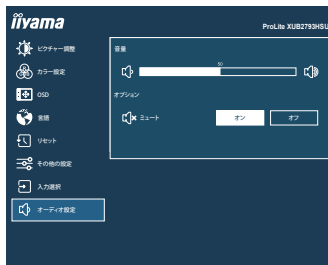 iiyama
ProLite XUB2793HSU
ピクチャー調整
カラー設定
OSD
言語
リセット
その他の設定
入力選択
オーディオ設定
音量
50
オプション
ミュート
オン
オフ